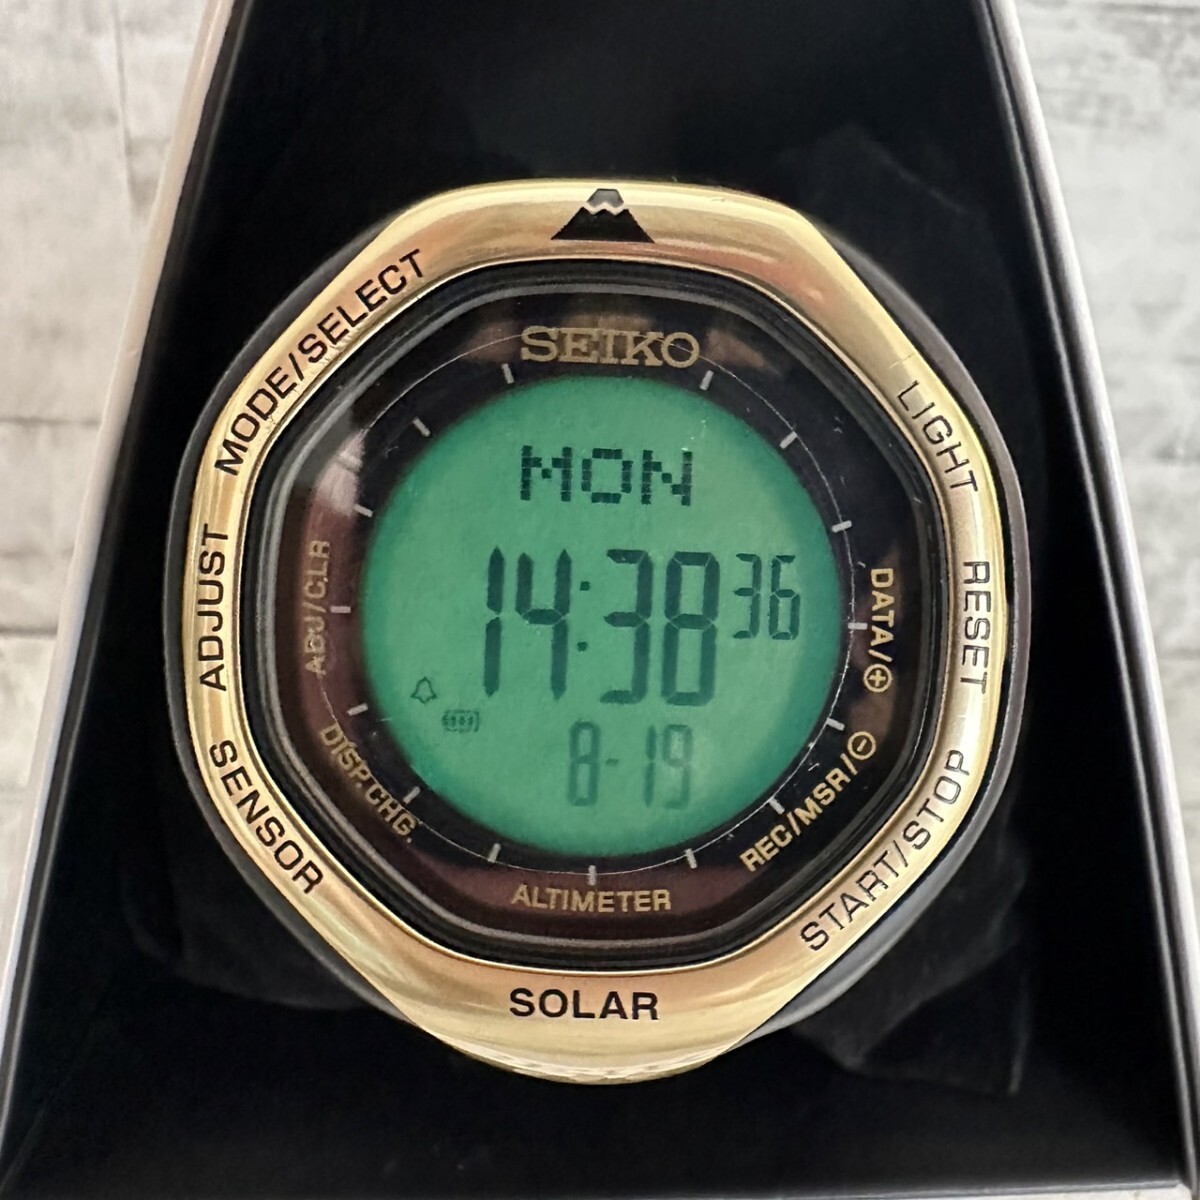 SEIKO
MODE/SELECT
LIGHT
MON
14:38 36
8-19
ADJUST
ADJ/CLR
DATA/⊕
RESET
SENSOR
DISP.CHG.
REC/MSR/⊖
START/STOP
ALTIMETER
SOLAR